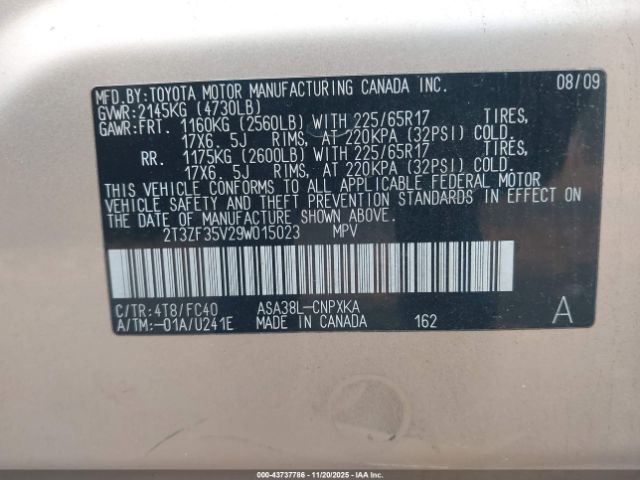 MFD.BY:TOYOTA MOTOR MANUFACTURING CANADA INC. 08/09
GVWR:2145KG (4730LB)
GAWR:FRT. 1160KG (2560LB) WITH 225/65R17 TIRES,
17X6. 5J RIMS, AT 220KPA (32PSI) COLD.
RR. 1175KG (2600LB) WITH 225/65R17 TIRES,
17X6. 5J RIMS, AT 220KPA (32PSI) COLD.
THIS VEHICLE CONFORMS TO ALL APPLICABLE FEDERAL MOTOR
VEHICLE SAFETY AND THEFT PREVENTION STANDARDS IN EFFECT ON
THE DATE OF MANUFACTURE SHOWN ABOVE.
2T3ZF35V29W015023 MPV
C/TR:4T8/FC40 ASA38L-CNPXKA A
A/TM:-01A/U241E MADE IN CANADA 162
000-43737786 - 11/20/2025 - IAAI.COM